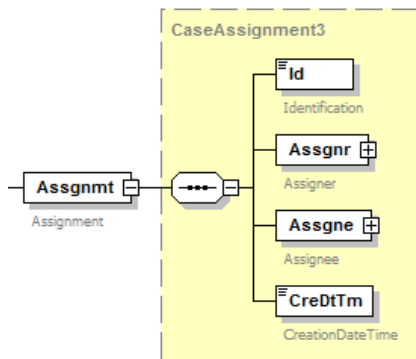 CaseAssignment3
Id
Identification
Assgnr
Assigner
Assgnmt
Assignment
Assgne
Assignee
CreDtTm
CreationDateTime